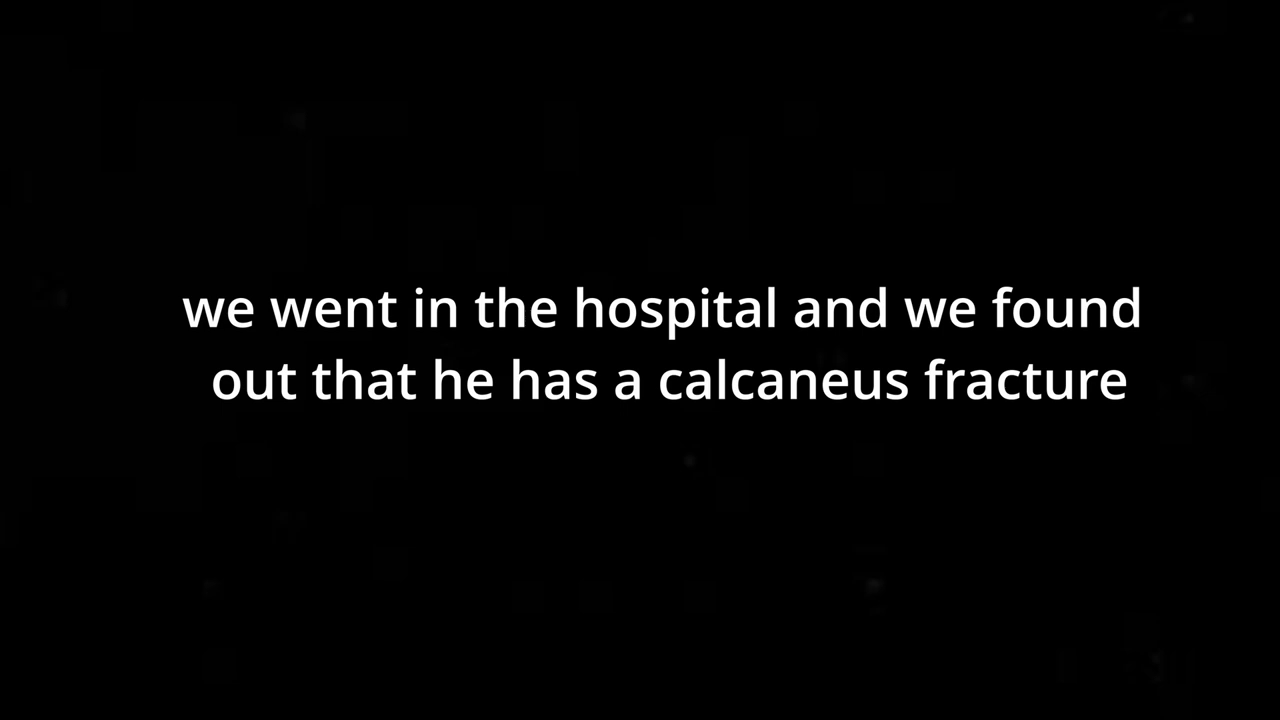 we went in the hospital and we found
out that he has a calcaneus fracture